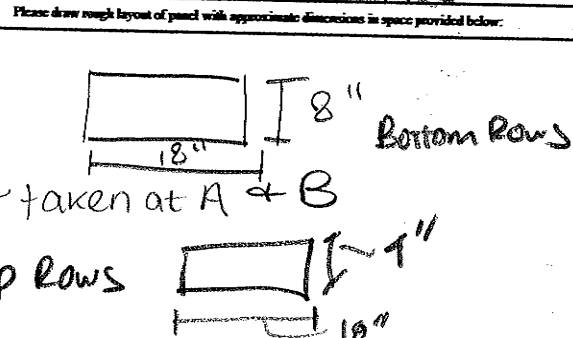 Please draw rough layout of panel with approximate dimensions in space provided below:
8"
Bottom Rows
18"
taken at A & B
4"
Rows
18"